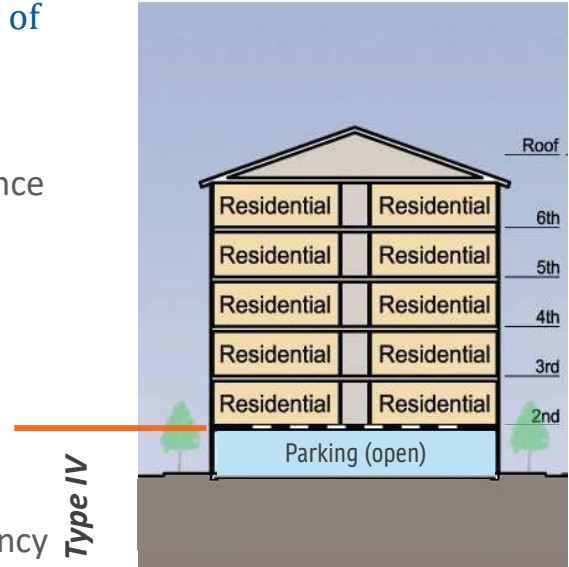 of
nce
Roof
Residential Residential
6th
Residential Residential
5th
Residential Residential
4th
Residential Residential
3rd
Residential Residential
2nd
Parking (open)
Type IV
ncy